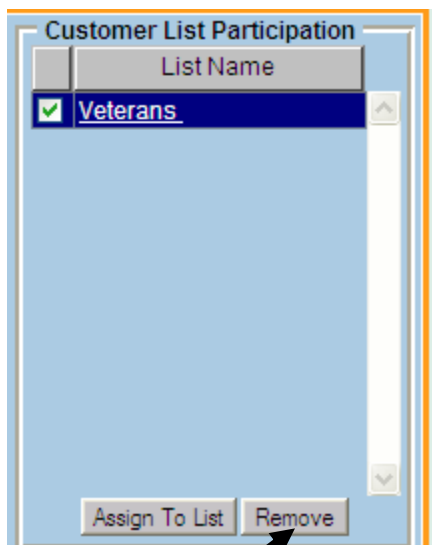 Customer List Participation
List Name
Veterans
Assign To List Remove